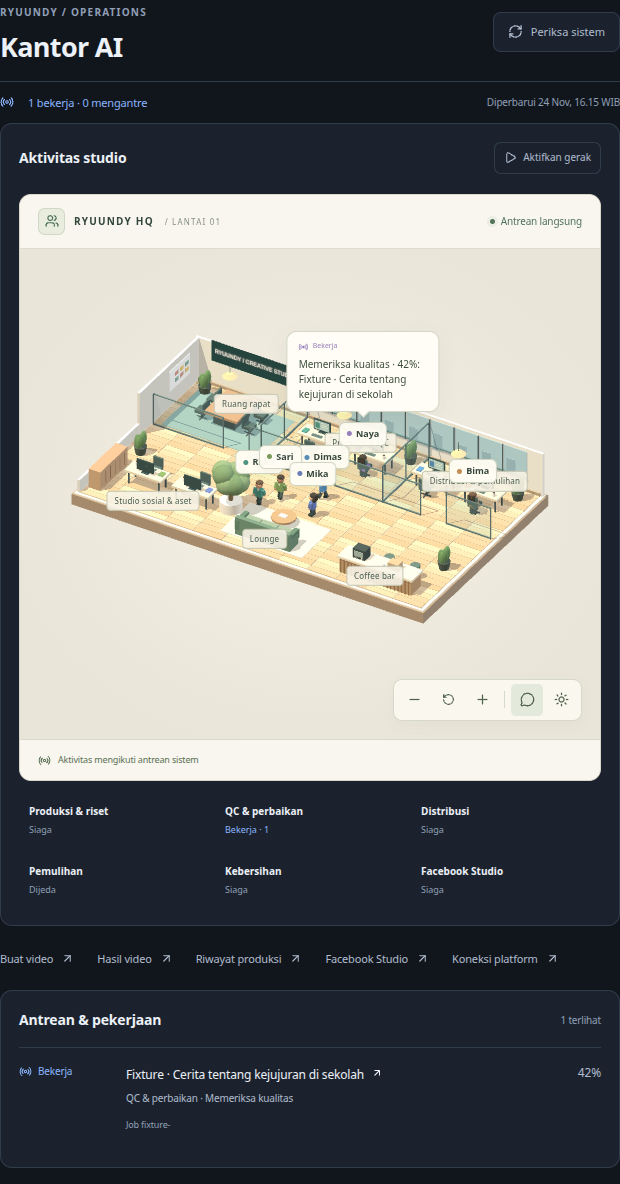 RYUUNDY / OPERATIONS
Kantor AI
Periksa sistem
1 bekerja · 0 mengantre
Diperbarui 24 Nov, 16.15 WIB
Aktivitas studio
Aktifkan gerak
RYUUNDY HQ / LANTAI 01
Antrean langsung
Bekerja
Memeriksa kualitas · 42%:
Fixture · Cerita tentang
kejujuran di sekolah
RYUUNDY / CREATIVE
Ruang rapat
Naya
Sari
Dimas
Mika
Bima
Studio sosial & aset
Lounge
Coffee bar
Aktivitas mengikuti antrean sistem
Produksi & riset
Siaga
QC & perbaikan
Bekerja · 1
Distribusi
Siaga
Pemulihan
Dijeda
Kebersihan
Siaga
Facebook Studio
Siaga
Buat video
Hasil video
Riwayat produksi
Facebook Studio
Koneksi platform
Antrean & pekerjaan
1 terlihat
Bekerja
Fixture · Cerita tentang kejujuran di sekolah
42%
QC & perbaikan · Memeriksa kualitas
Job fixture-